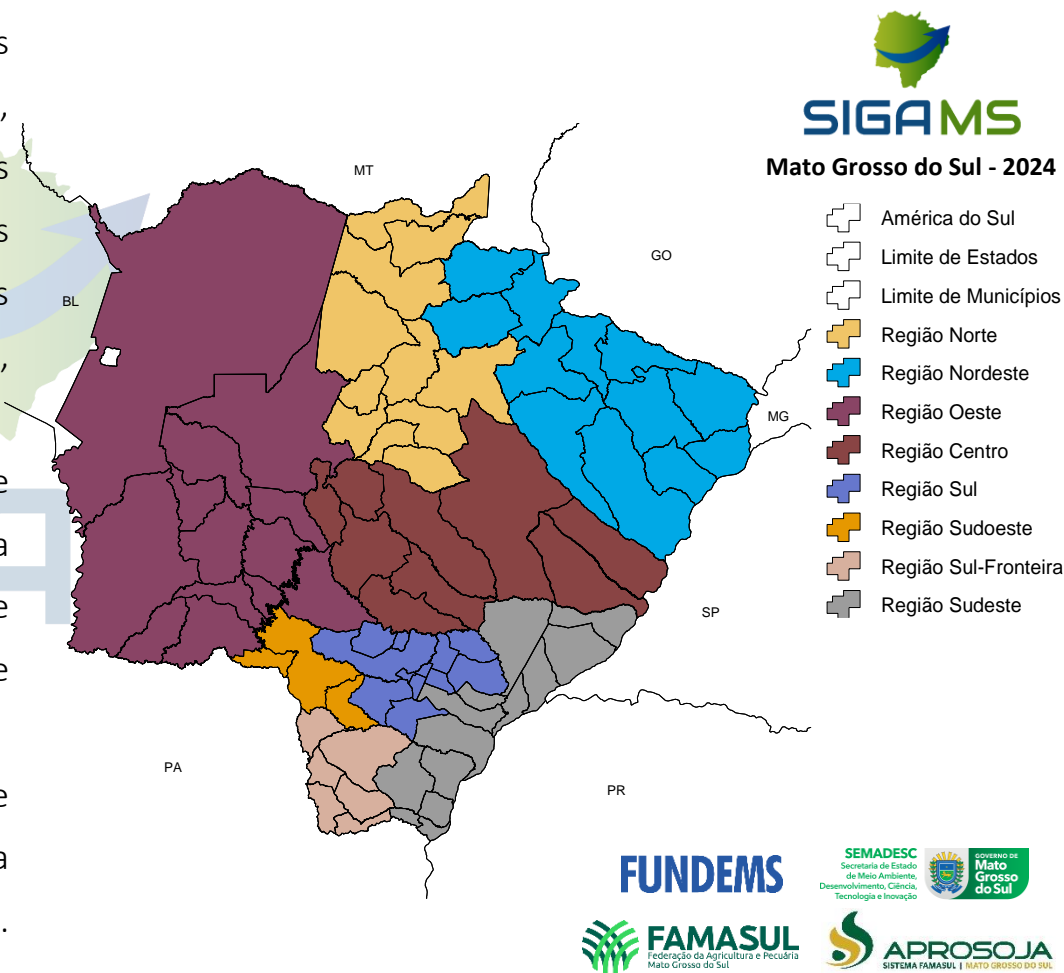 s
,
s
s
s
,
e
a
e
e
e
a
.
SIGAMS
Mato Grosso do Sul - 2024
América do Sul
Limite de Estados
Limite de Municípios
Região Norte
Região Nordeste
Região Oeste
Região Centro
Região Sul
Região Sudoeste
Região Sul-Fronteira
Região Sudeste
MT
GO
BL
MG
SP
PA
PR
FUNDEMS
SEMADESC
Secretaria de Estado
de Meio Ambiente,
Desenvolvimento, Ciência,
Tecnologia e Inovação
GOVERNO DE
Mato
Grosso
do Sul
FAMASUL
Federação da Agricultura e Pecuária
Mato Grosso do Sul
APROSOJA
SISTEMA FAMASUL | MATO GROSSO DO SUL